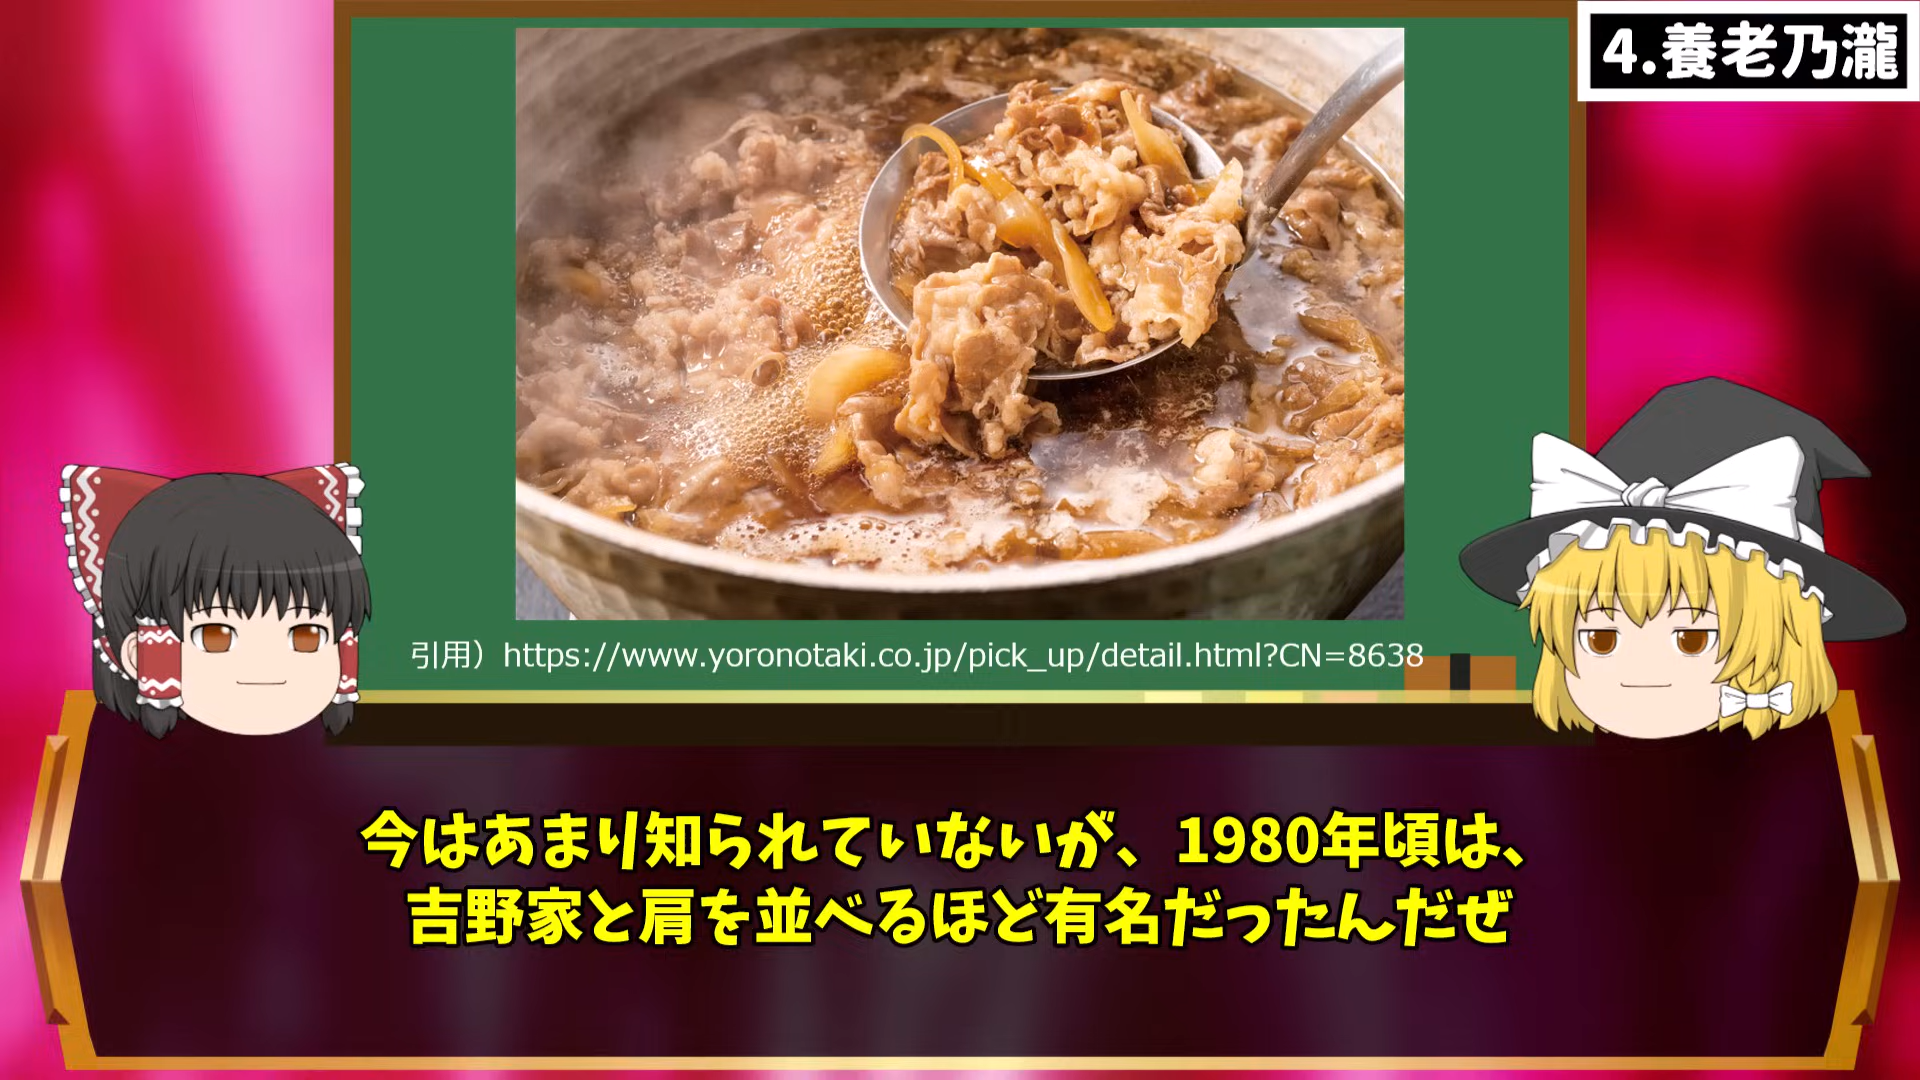 4.養老乃瀧
引用）https://www.yoronotaki.co.jp/pick_up/detail.html?CN=8638
今はあまり知られていないが、1980年頃は、
吉野家と肩を並べるほど有名だったんだぜ